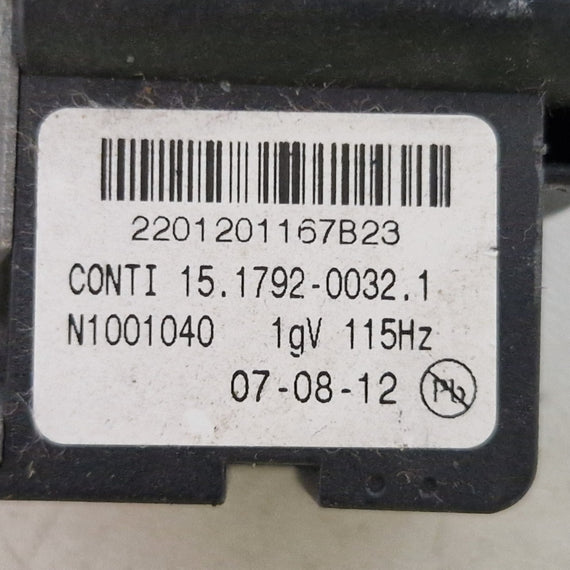 2201201167B23
CONTI 15.1792-0032.1
N1001040 1gV 115Hz
07-08-12 Pb